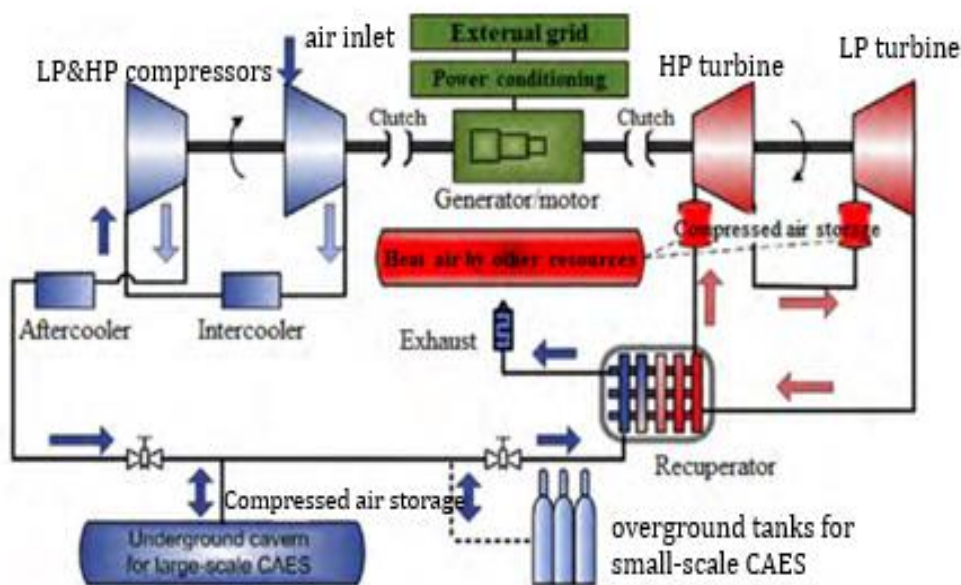 External grid
air inlet
LP turbine
LP&HP compressors
Power conditioning
HP turbine
Clutch
Clutch
Generator/motor
Compressed air storage
Heat air by other resources
Aftercooler
Intercooler
Exhaust
Recuperator
Compressed air storage
Underground cavern
for large-scale CAES
overground tanks for
small-scale CAES